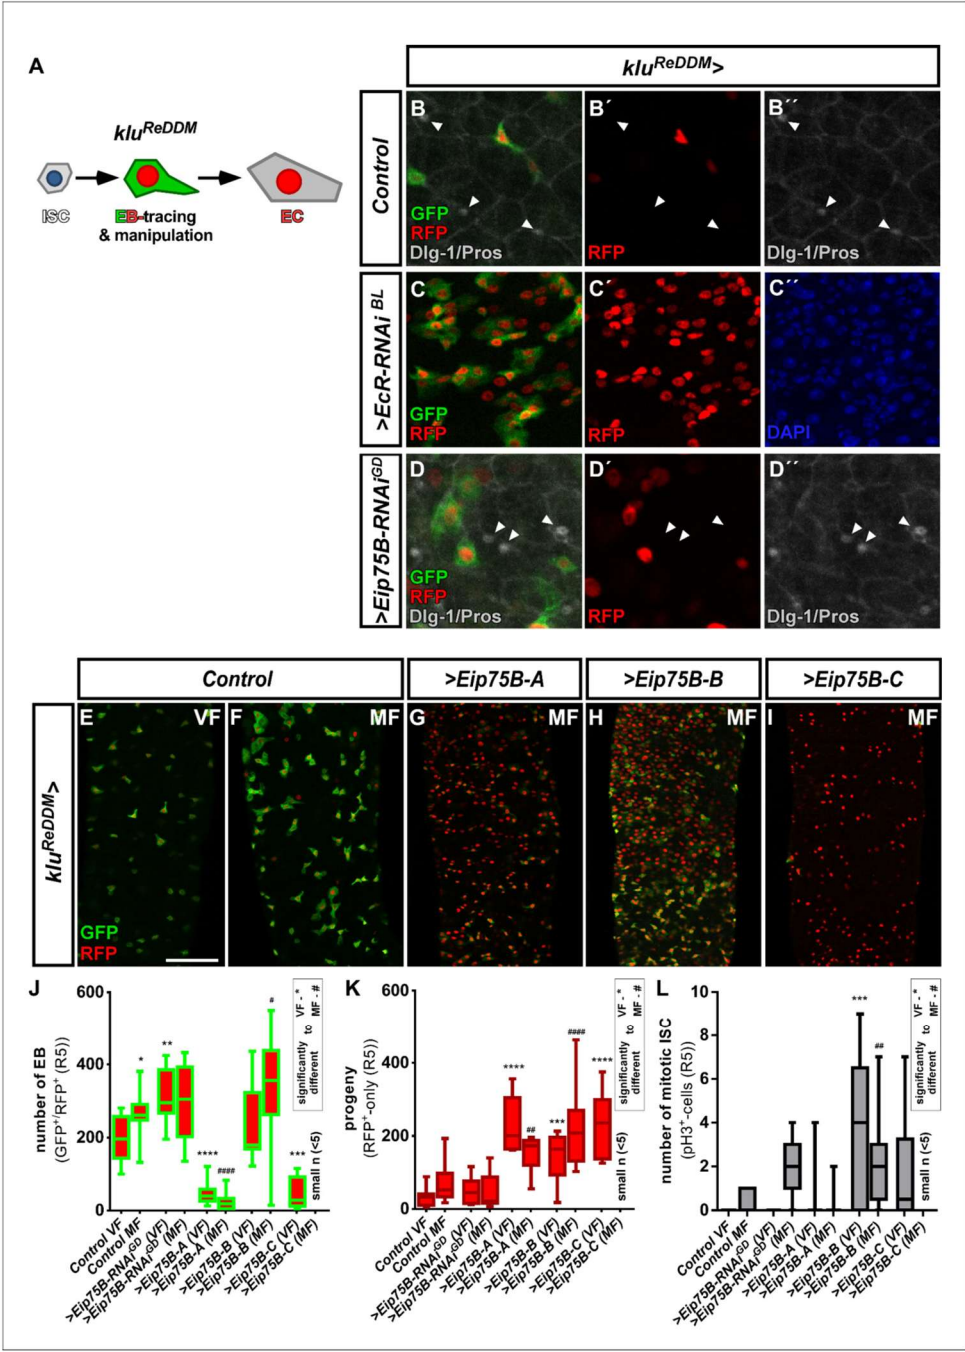 A
klu^ReDDM
ISC
EB-tracing
& manipulation
EC
klu^ReDDM>
Control
B
GFP
RFP
Dlg-1/Pros
B´
RFP
B´´
>EcR-RNAi^BL
C
GFP
RFP
C´
RFP
C´´
DAPI
>Eip75B-RNAi^GD
D
GFP
RFP
Dlg-1/Pros
D´
RFP
D´´
Control
>Eip75B-A
>Eip75B-B
>Eip75B-C
klu^ReDDM>
E VF
GFP
RFP
F MF
G MF
H MF
I MF
J
number of EB
(GFP+/RFP+ (R5))
600
400
200
0
*
**
****
####
#
***
significantly different to
VF - *
MF - #
small n (<5)
Control VF
Control MF
>Eip75B-RNAi^GD (VF)
>Eip75B-RNAi^GD (MF)
>Eip75B-A (VF)
>Eip75B-A (MF)
>Eip75B-B (VF)
>Eip75B-B (MF)
>Eip75B-C (VF)
>Eip75B-C (MF)
K
progeny
(RFP+-only (R5))
600
400
200
0
****
##
***
####
****
significantly different to
VF - *
MF - #
small n (<5)
Control VF
Control MF
>Eip75B-RNAi^GD (VF)
>Eip75B-RNAi^GD (MF)
>Eip75B-A (VF)
>Eip75B-A (MF)
>Eip75B-B (VF)
>Eip75B-B (MF)
>Eip75B-C (VF)
>Eip75B-C (MF)
L
number of mitotic ISC
(pH3+-cells (R5))
10
8
6
4
2
0
***
##
significantly different to
VF - *
MF - #
small n (<5)
Control VF
Control MF
>Eip75B-RNAi^GD (VF)
>Eip75B-RNAi^GD (MF)
>Eip75B-A (VF)
>Eip75B-A (MF)
>Eip75B-B (VF)
>Eip75B-B (MF)
>Eip75B-C (VF)
>Eip75B-C (MF)